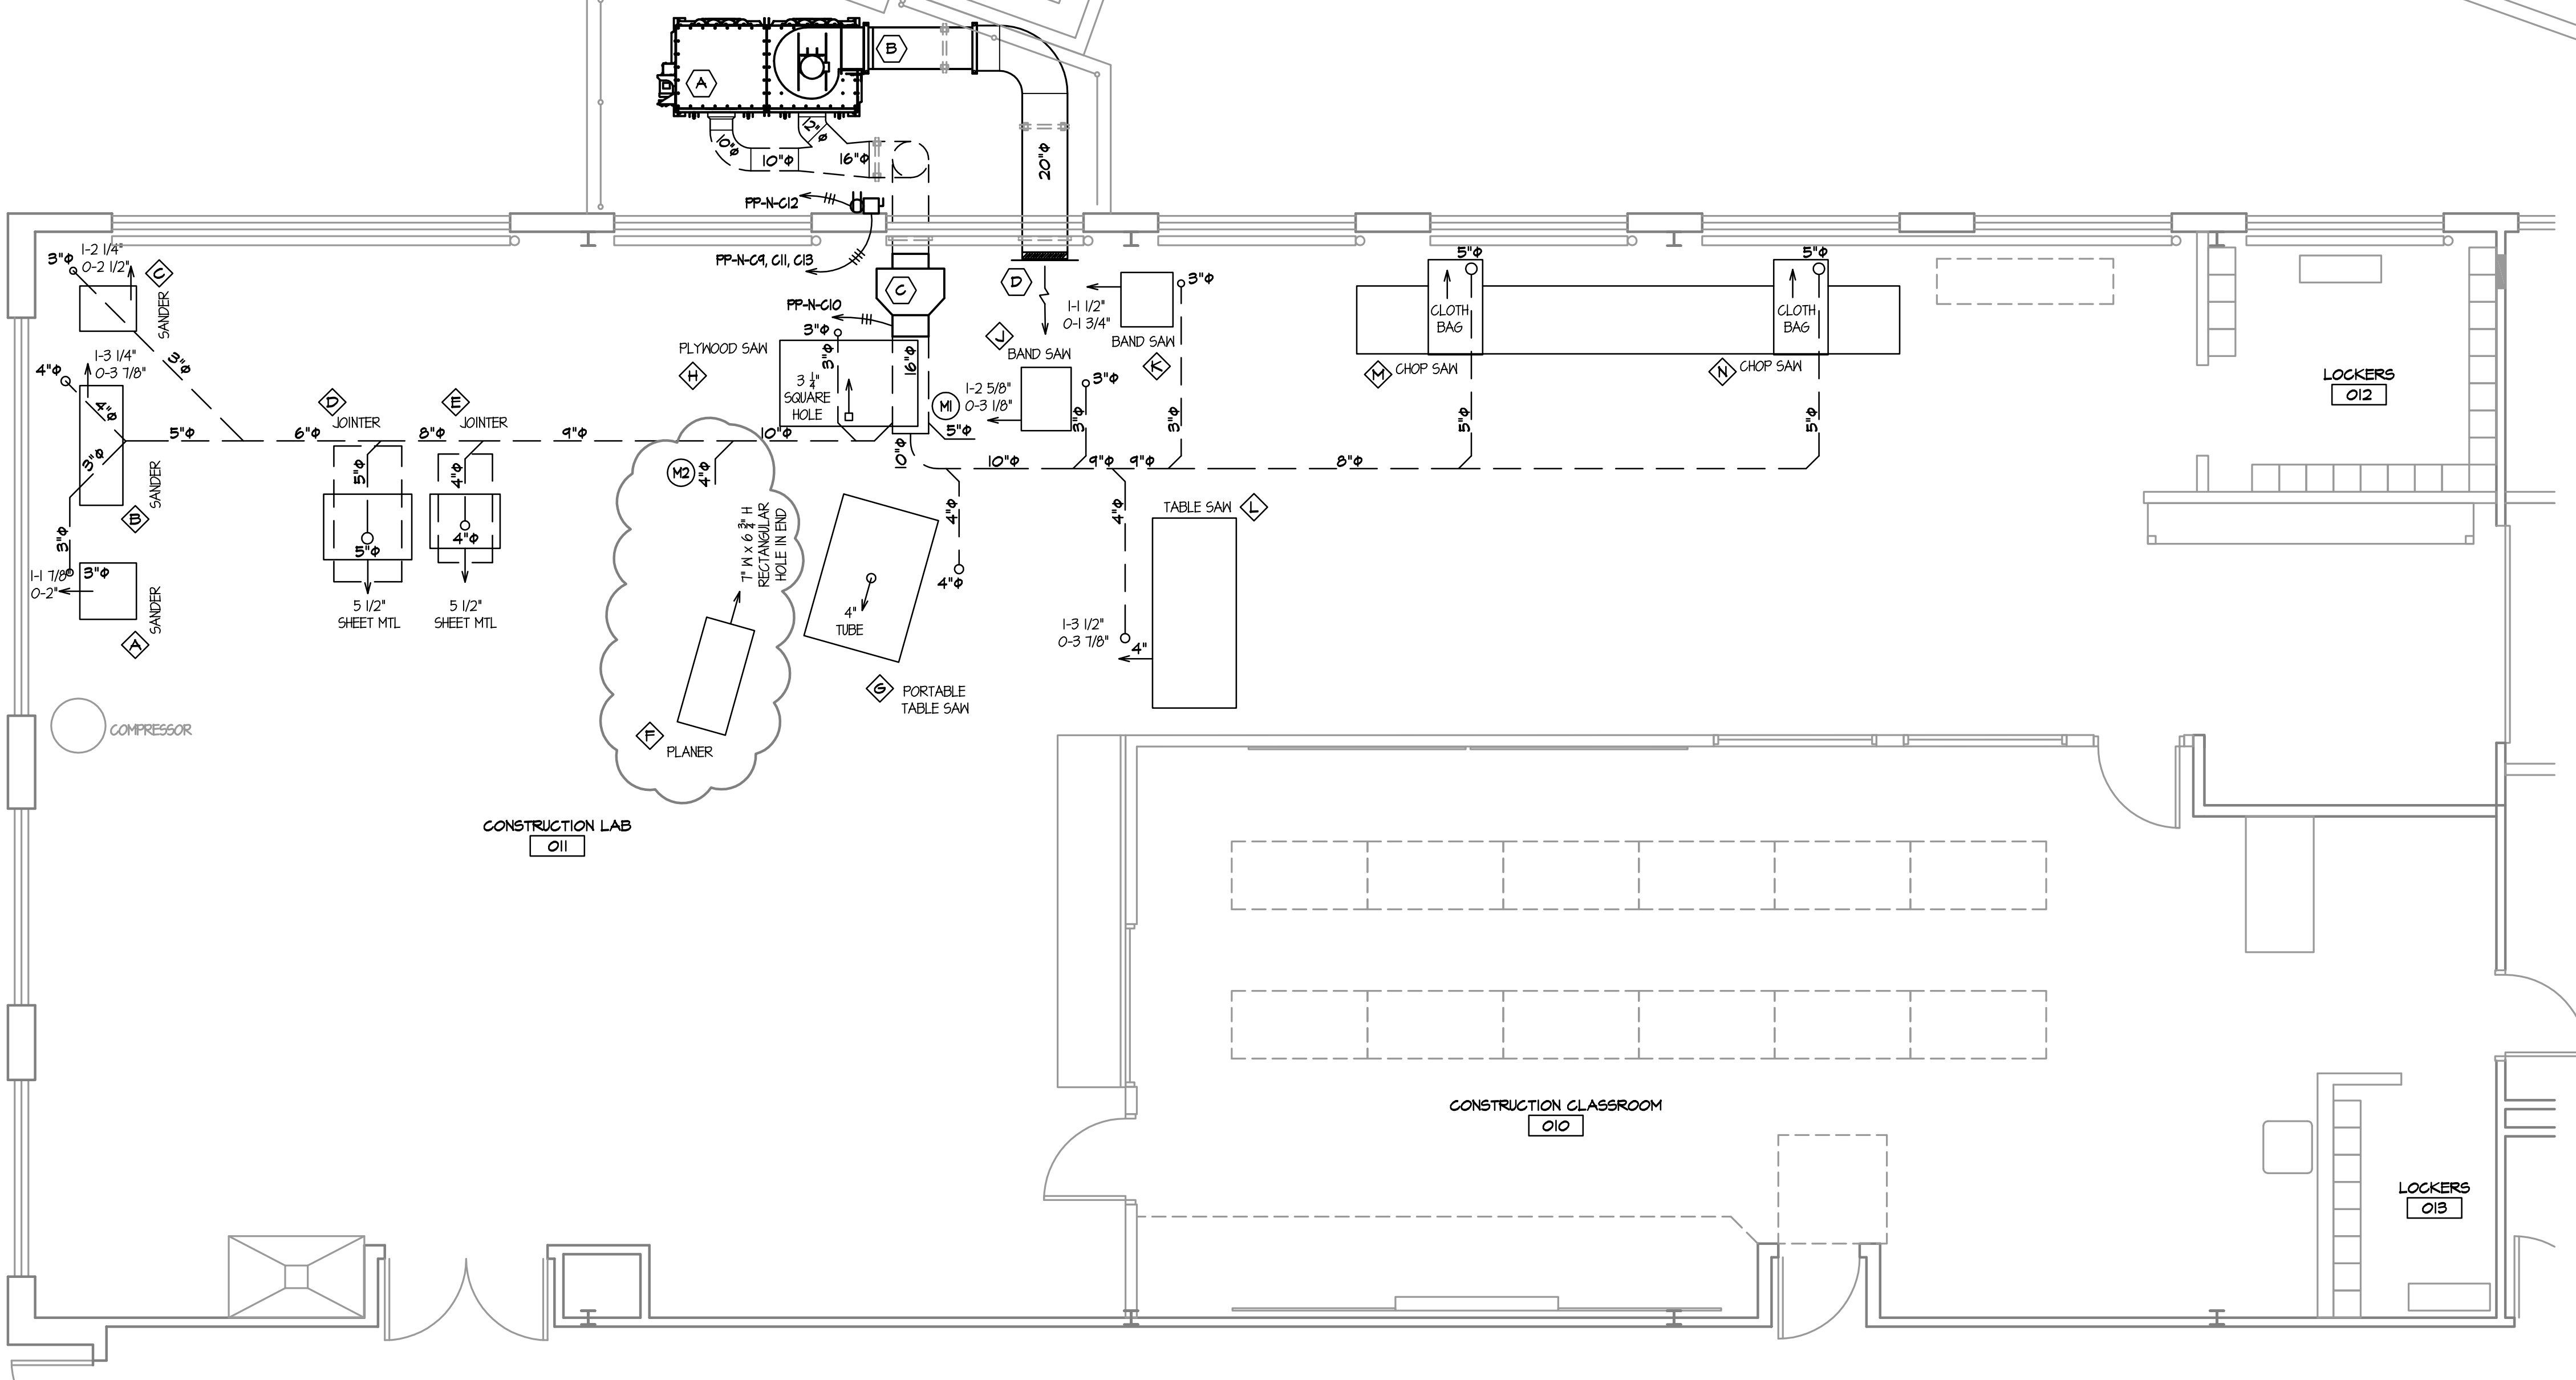 B
A
10"Φ
12"Φ
10"Φ
16"Φ
20"Φ
PP-N-C12
PP-N-C9, C11, C13
PP-N-C10
C
D
1-2 1/4"
0-2 1/2"
3"Φ
C
SANDER
3"Φ
1-3 1/4"
0-3 7/8"
4"Φ
4"Φ
3"Φ
SANDER
B
3"Φ
1-1 7/8"
0-2"
3"Φ
SANDER
A
5"Φ
6"Φ
8"Φ
9"Φ
10"Φ
D
JOINTER
E
JOINTER
5"Φ
4"Φ
5"Φ
4"Φ
5 1/2"
SHEET MTL
5 1/2"
SHEET MTL
PLYWOOD SAW
H
3"Φ
3"Φ
3 1/4"
SQUARE
HOLE
16"Φ
M1
5"Φ
10"Φ
M2
4"Φ
7" W x 6 3/4" H
RECTANGULAR
HOLE IN END
F
PLANER
4"
TUBE
G
PORTABLE
TABLE SAW
4"Φ
4"Φ
J
BAND SAW
1-2 5/8"
0-3 1/8"
3"Φ
3"Φ
1-1 1/2"
0-1 3/4"
3"Φ
BAND SAW
K
3"Φ
10"Φ
9"Φ
9"Φ
8"Φ
4"Φ
TABLE SAW
L
1-3 1/2"
0-3 7/8"
4"
5"Φ
CLOTH
BAG
M
CHOP SAW
5"Φ
5"Φ
CLOTH
BAG
N
CHOP SAW
5"Φ
LOCKERS
012
COMPRESSOR
CONSTRUCTION LAB
011
CONSTRUCTION CLASSROOM
010
LOCKERS
013